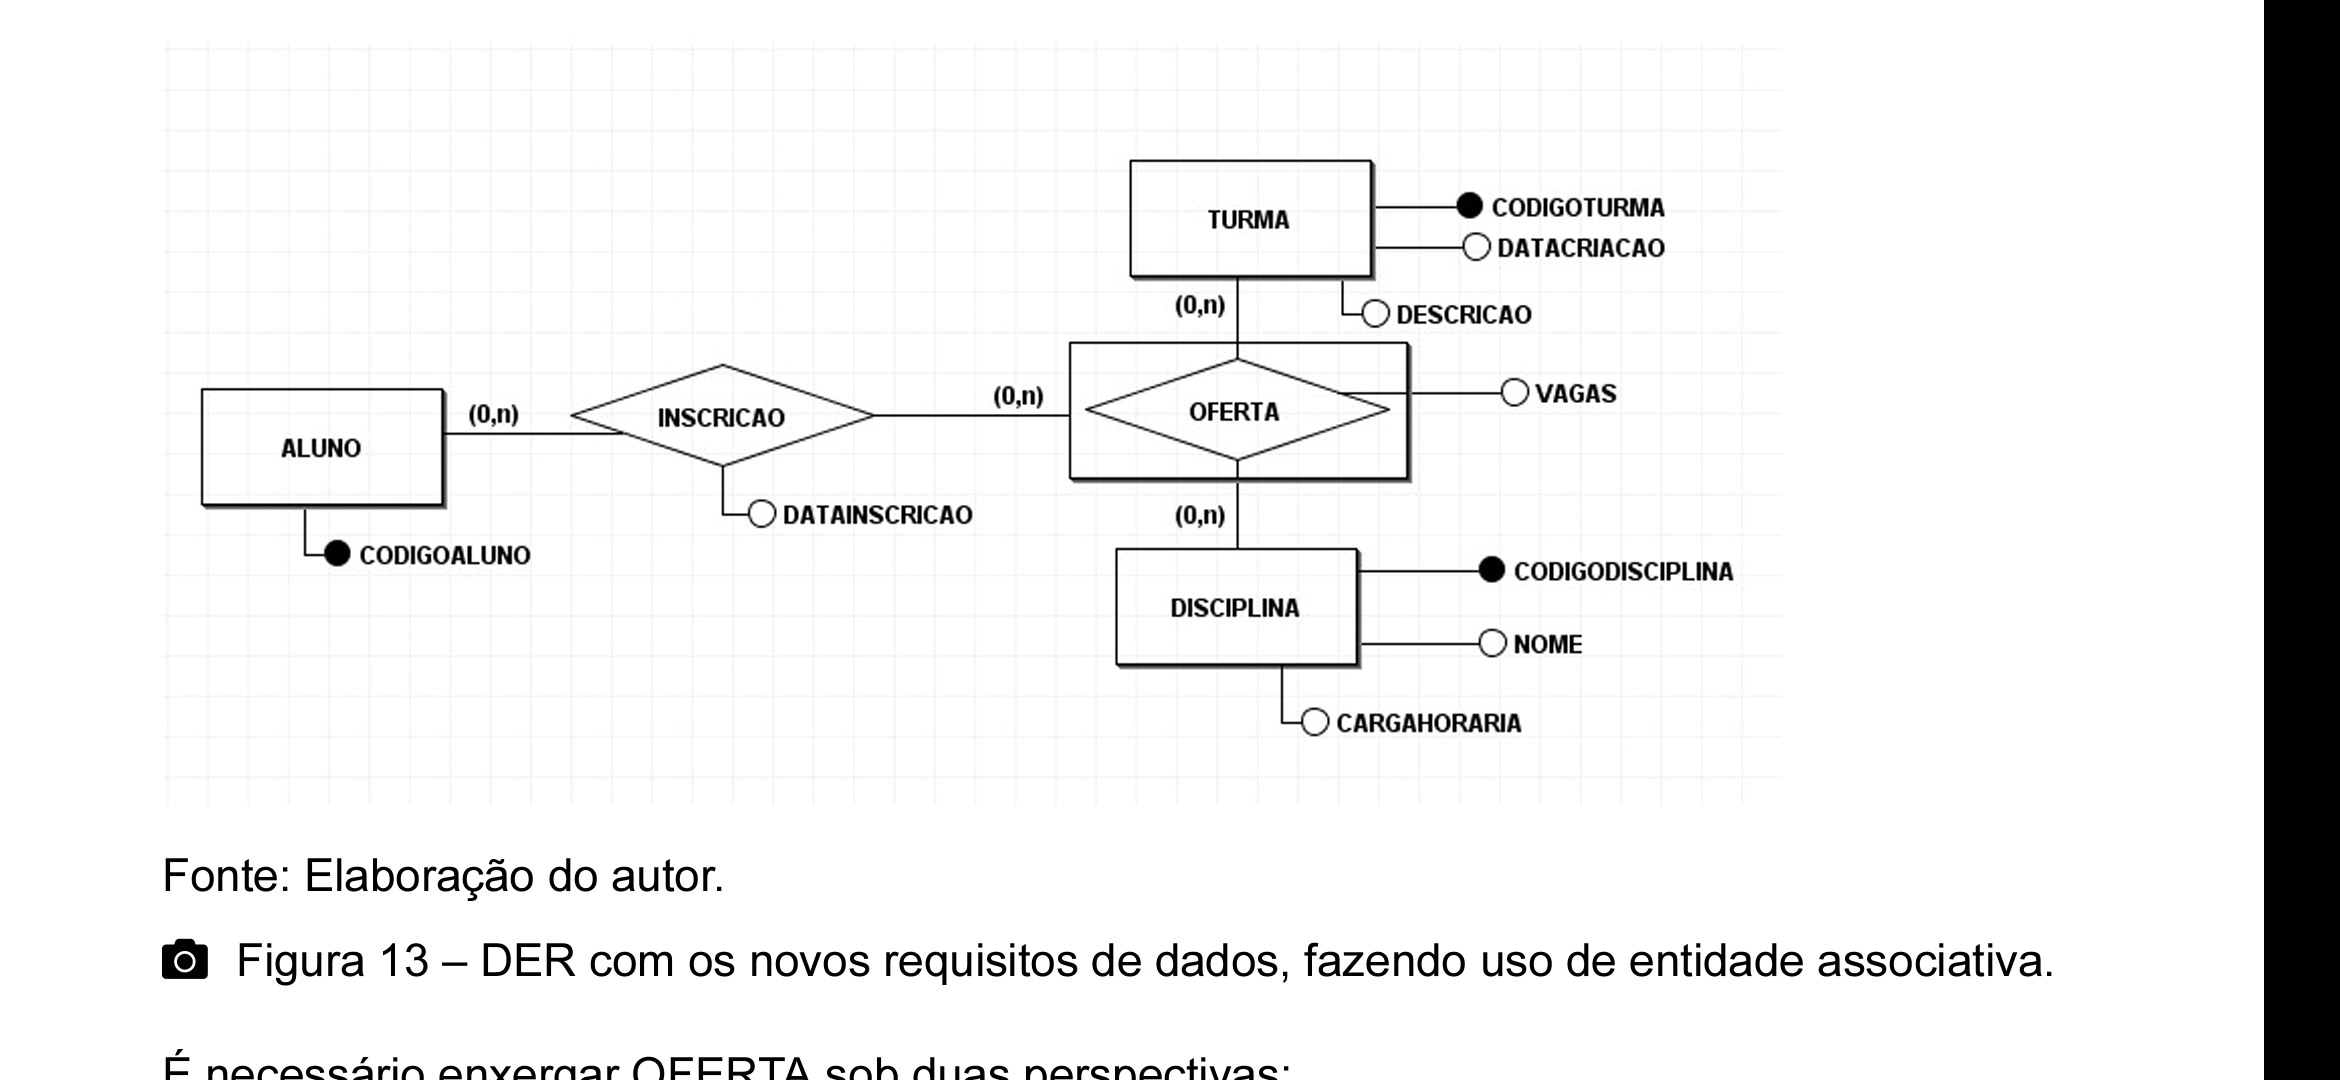 TURMA
CODIGOTURMA
DATACRIACAO
(0,n)
DESCRICAO
ALUNO
(0,n)
INSCRICAO
(0,n)
OFERTA
VAGAS
DATAINSCRICAO
(0,n)
CODIGOALUNO
DISCIPLINA
CODIGODISCIPLINA
NOME
CARGAHORARIA
Fonte: Elaboração do autor.
Figura 13 – DER com os novos requisitos de dados, fazendo uso de entidade associativa.
É necessário enxergar OFERTA sob duas perspectivas: